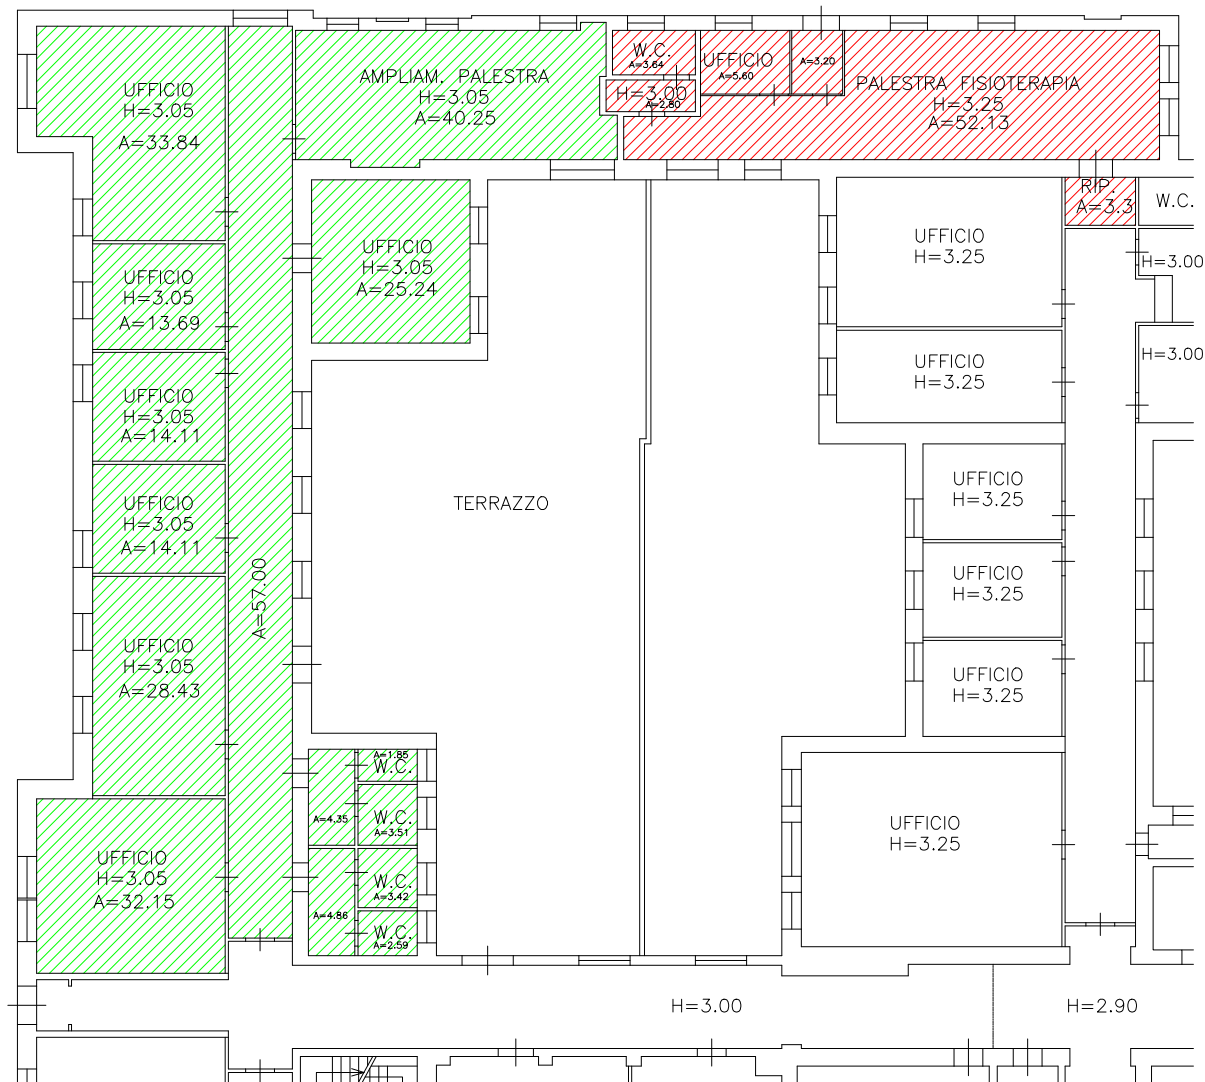 UFFICIO
H=3.05
A=33.84
AMPLIAM. PALESTRA
H=3.05
A=40.25
W.C.
A=3.64
H=3.00
A=2.80
UFFICIO
A=5.60
A=3.20
PALESTRA FISIOTERAPIA
H=3.25
A=52.13
RIP.
A=3.3
W.C.
UFFICIO
H=3.05
A=25.24
UFFICIO
H=3.25
H=3.00
UFFICIO
H=3.05
A=13.69
UFFICIO
H=3.25
H=3.00
UFFICIO
H=3.05
A=14.11
UFFICIO
H=3.05
A=14.11
TERRAZZO
UFFICIO
H=3.25
A=57.00
UFFICIO
H=3.25
UFFICIO
H=3.05
A=28.43
UFFICIO
H=3.25
A=1.85
W.C.
A=4.35
W.C.
A=3.51
UFFICIO
H=3.25
UFFICIO
H=3.05
A=32.15
W.C.
A=3.42
A=4.86
W.C.
A=2.59
H=3.00
H=2.90